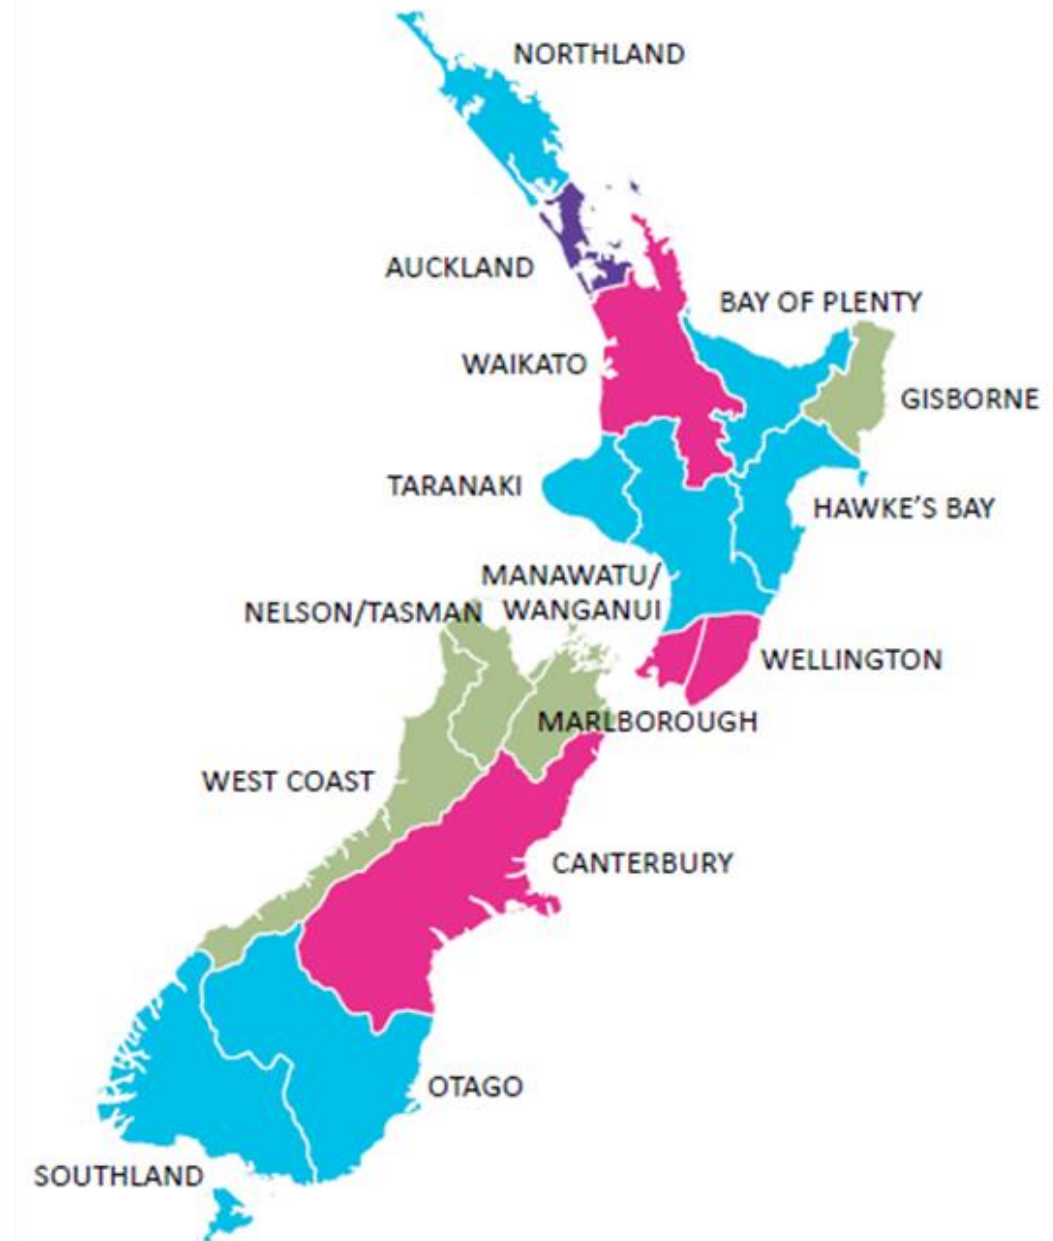 NORTHLAND
AUCKLAND
BAY OF PLENTY
WAIKATO
GISBORNE
TARANAKI
HAWKE'S BAY
MANAWATU/
WANGANUI
NELSON/TASMAN
WELLINGTON
MARLBOROUGH
WEST COAST
CANTERBURY
OTAGO
SOUTHLAND